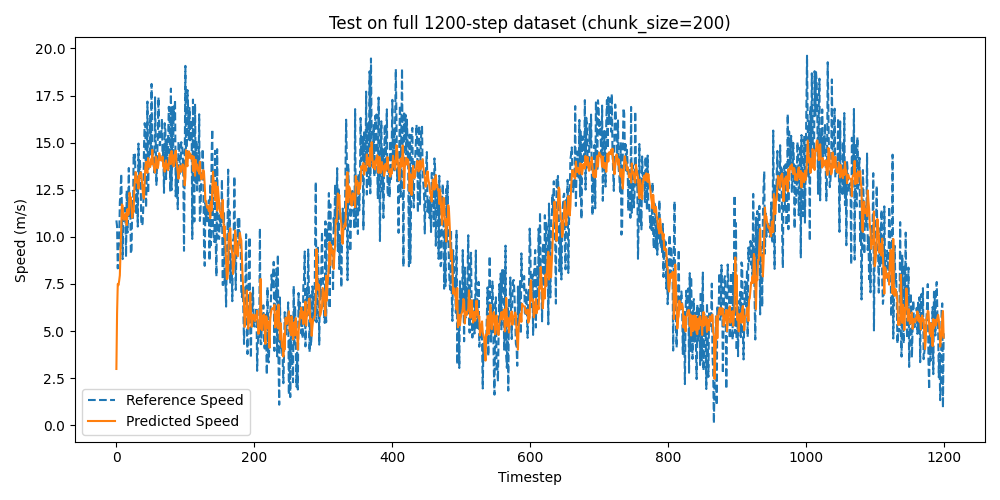 Test on full 1200-step dataset (chunk_size=200)
20.0
17.5
15.0
12.5
10.0
7.5
5.0
2.5
0.0
Speed (m/s)
Reference Speed
Predicted Speed
0 200 400 600 800 1000 1200
Timestep